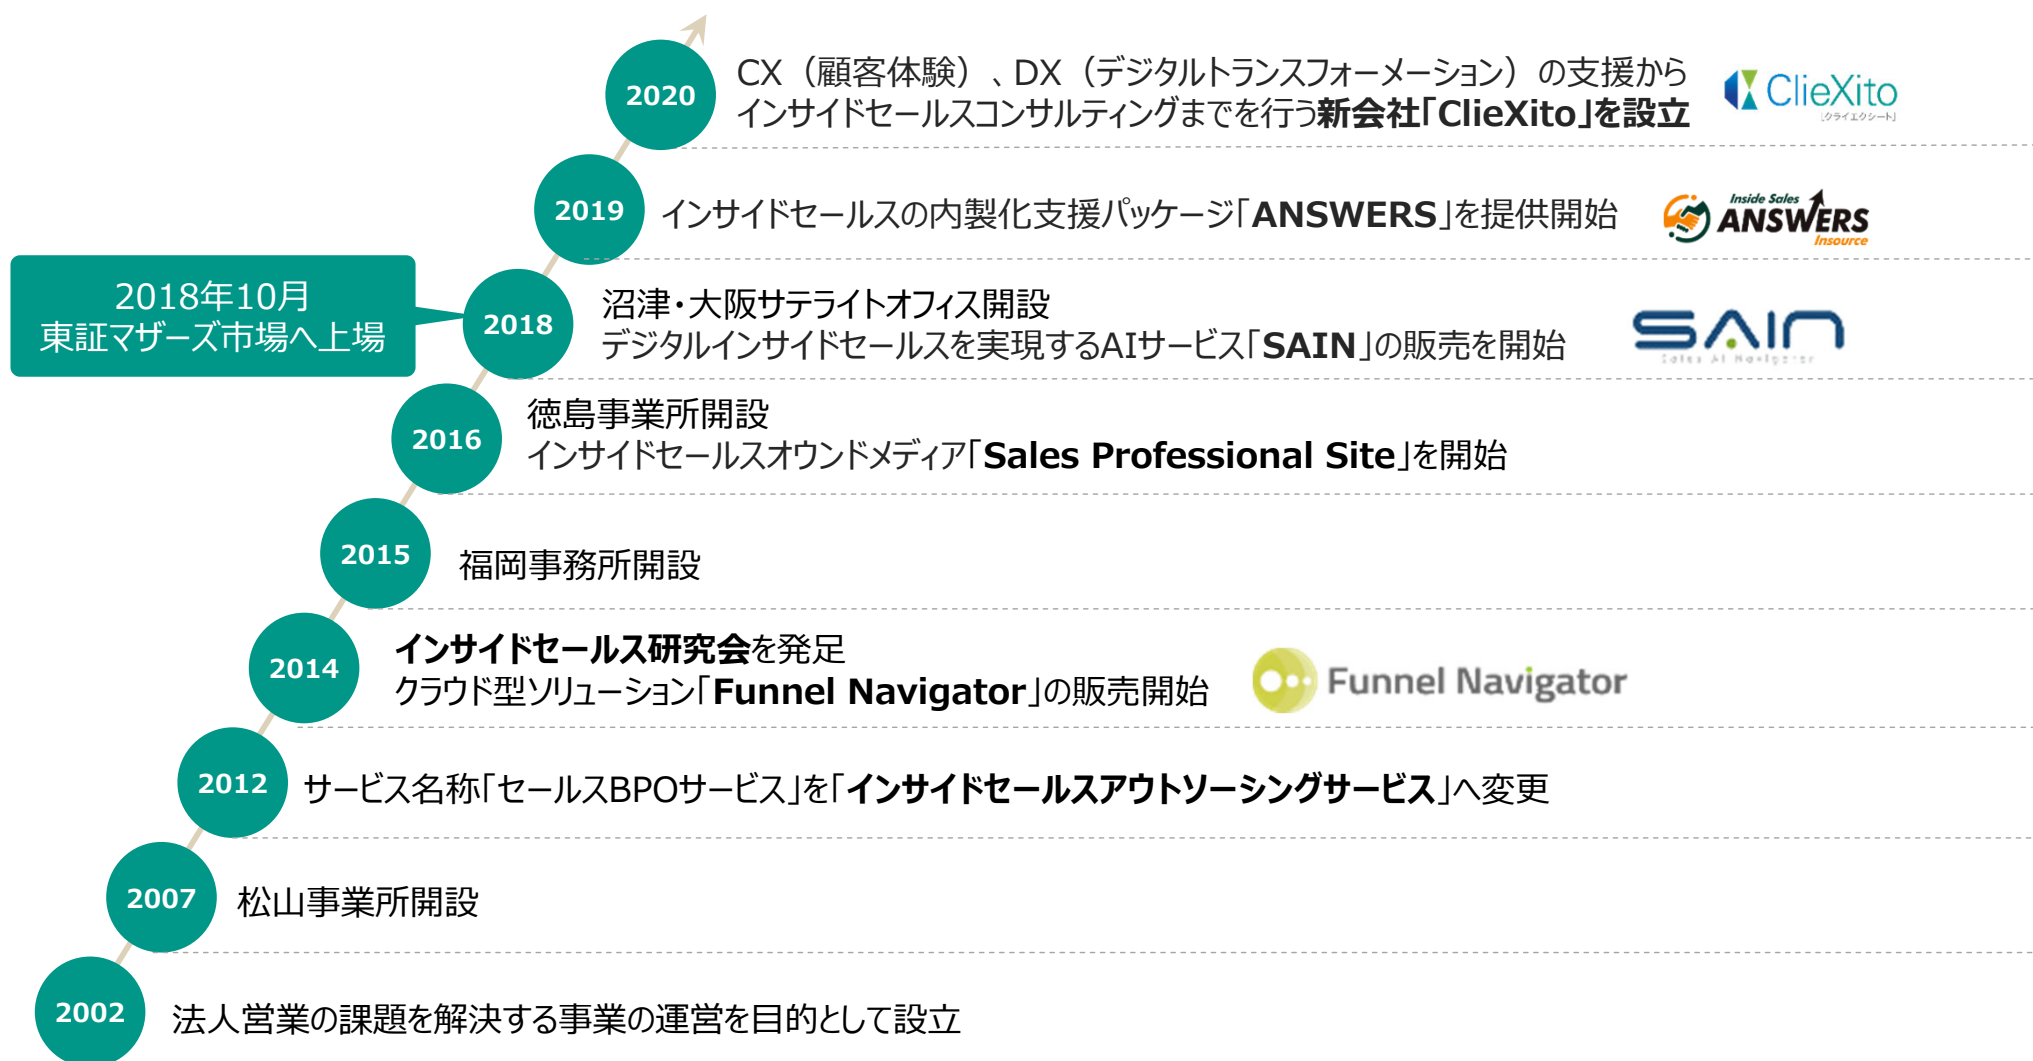 2020
CX（顧客体験）、DX（デジタルトランスフォーメーション）の支援から
インサイドセールスコンサルティングまでを行う新会社「ClieXito」を設立
ClieXito
[クライエクシート]
2019
インサイドセールスの内製化支援パッケージ「ANSWERS」を提供開始
Inside Sales
ANSWERS
Insource
2018年10月
東証マザーズ市場へ上場
2018
沼津・大阪サテライトオフィス開設
デジタルインサイドセールスを実現するAIサービス「SAIN」の販売を開始
SAIN
Sales AI Navigator
2016
徳島事業所開設
インサイドセールスオウンドメディア「Sales Professional Site」を開始
2015
福岡事務所開設
2014
インサイドセールス研究会を発足
クラウド型ソリューション「Funnel Navigator」の販売開始
Funnel Navigator
2012
サービス名称「セールスBPOサービス」を「インサイドセールスアウトソーシングサービス」へ変更
2007
松山事業所開設
2002
法人営業の課題を解決する事業の運営を目的として設立